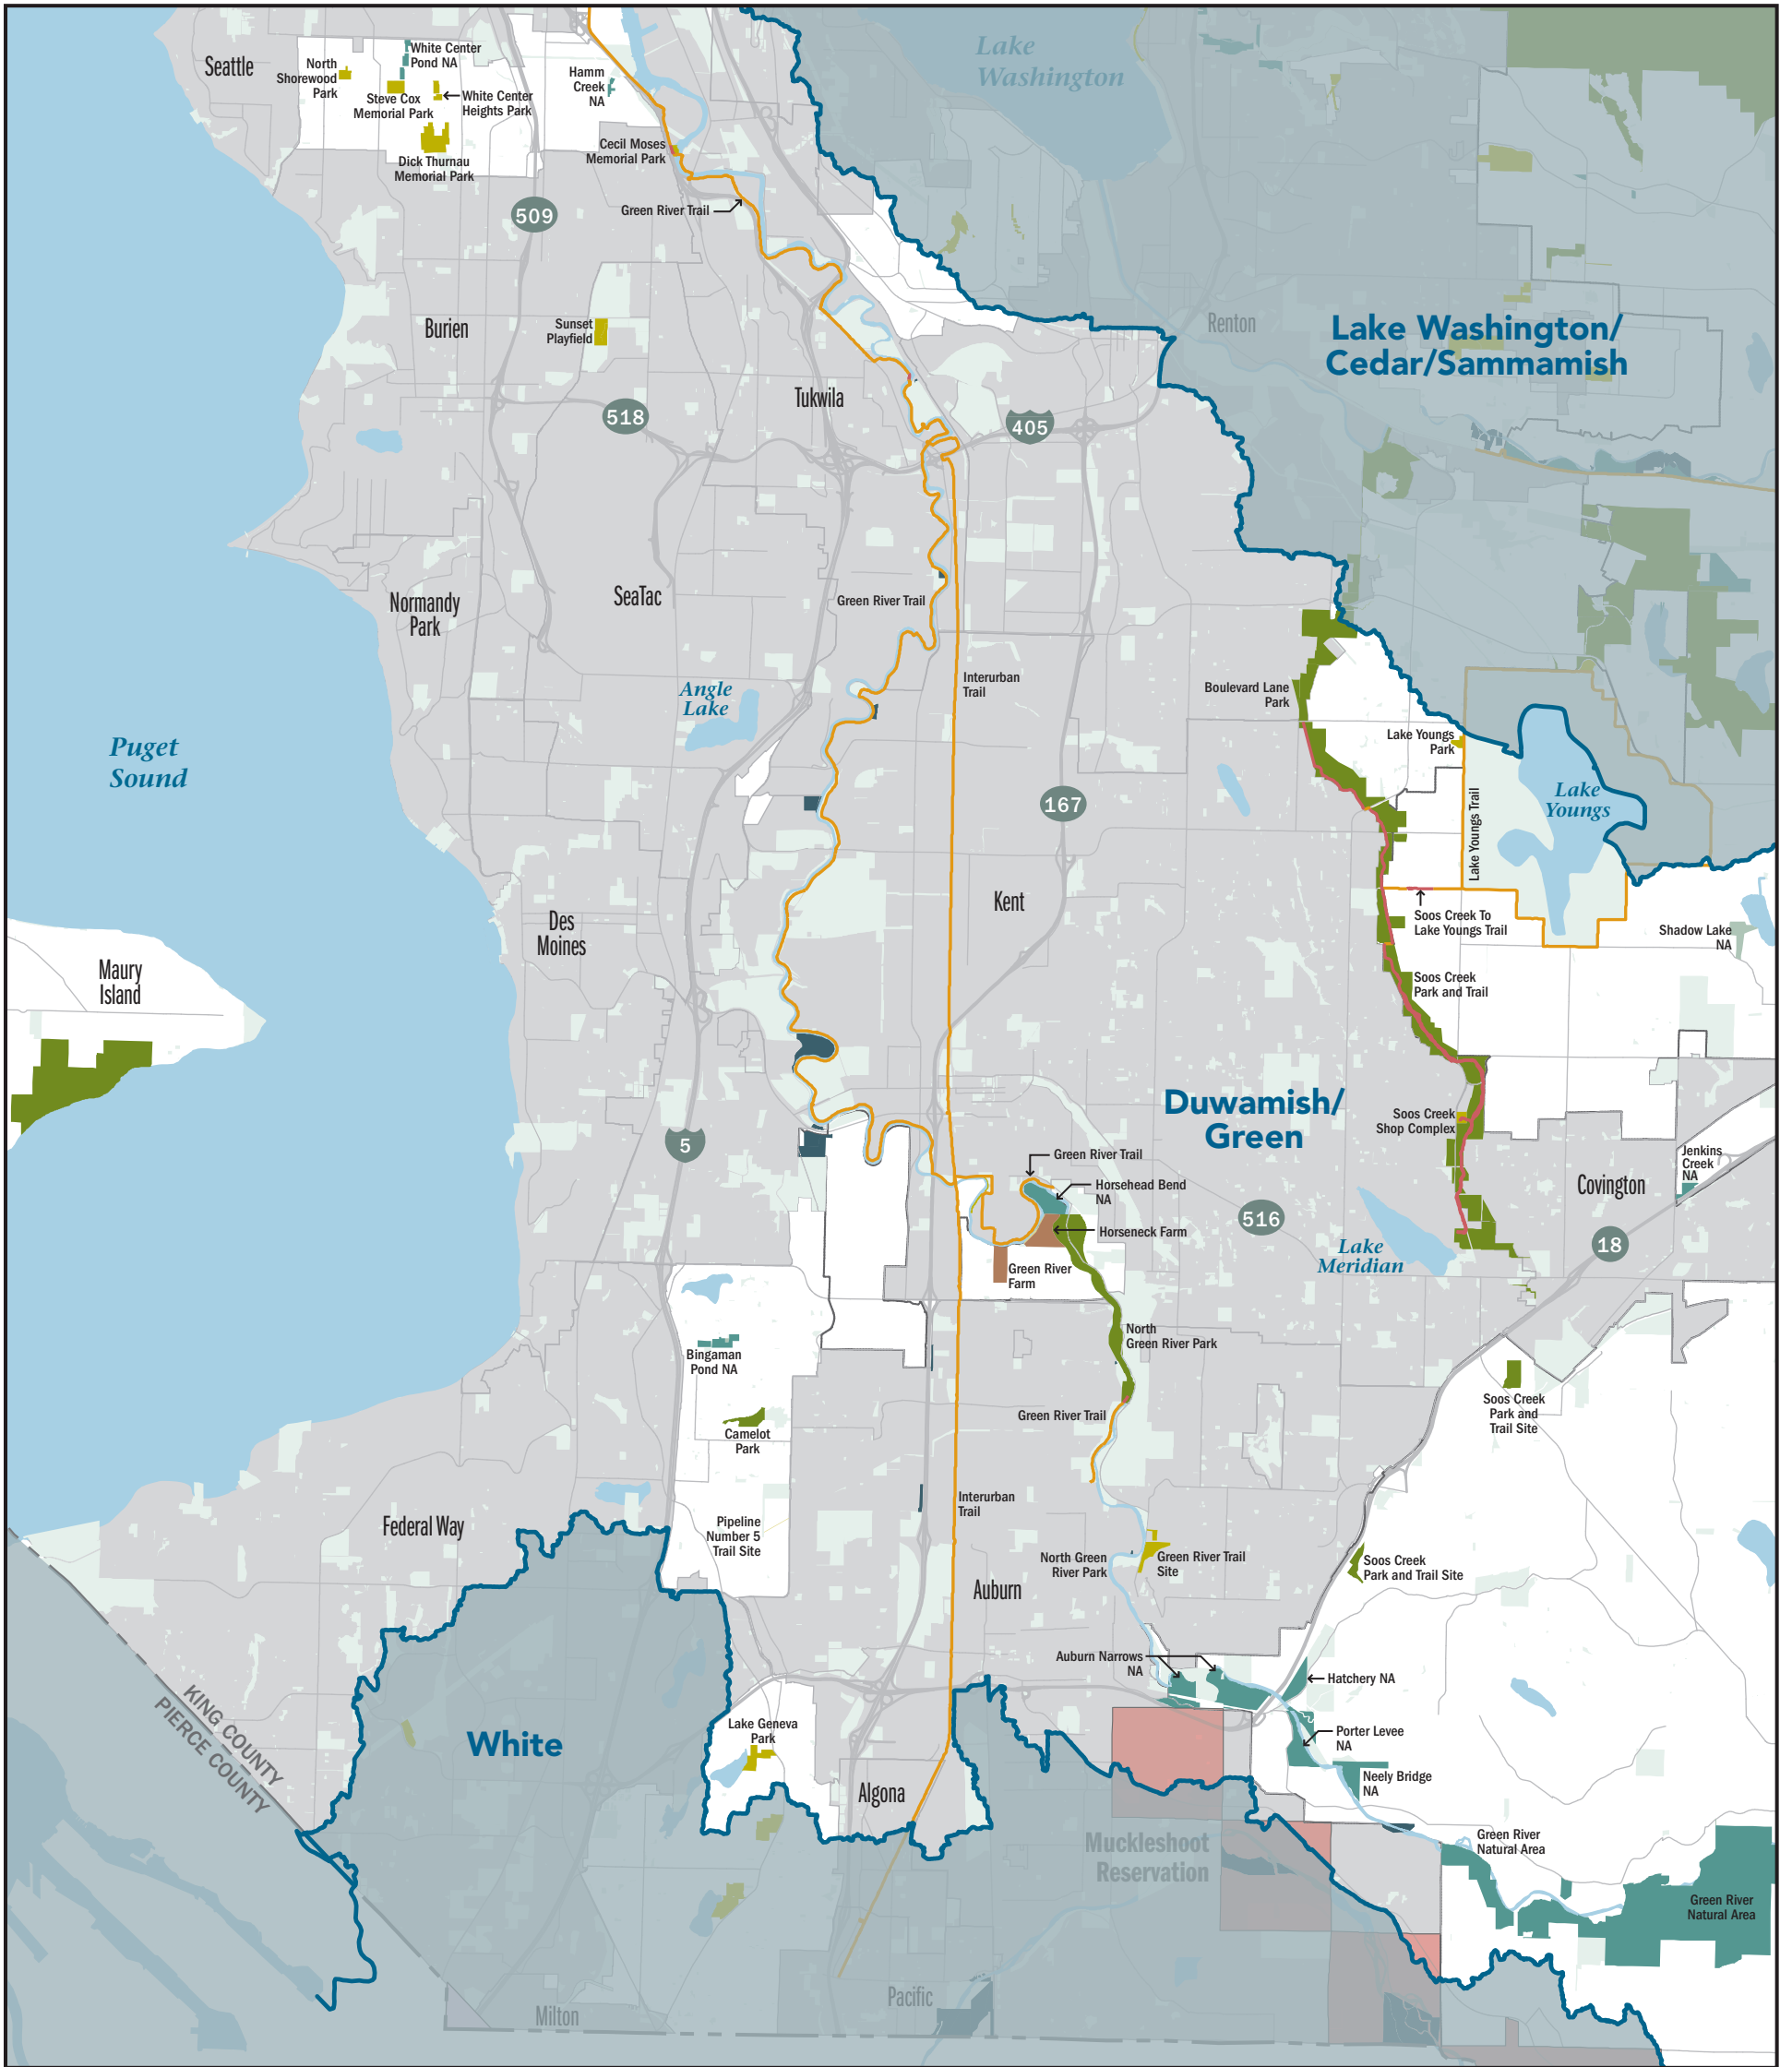 Seattle
North
Shorewood
Park
White Center
Pond NA
Steve Cox
Memorial Park
White Center
Heights Park
Dick Thurnau
Memorial Park
Hamm
Creek
NA
Lake
Washington
Cecil Moses
Memorial Park
Green River Trail
509
Burien
Sunset
Playfield
Renton
Lake Washington/
Cedar/Sammamish
518
Tukwila
405
Normandy
Park
SeaTac
Green River Trail
Angle
Lake
Interurban
Trail
Boulevard Lane
Park
Lake Youngs
Park
Puget
Sound
167
Lake Youngs Trail
Lake
Youngs
Kent
Des
Moines
Soos Creek To
Lake Youngs Trail
Shadow Lake
NA
Maury
Island
Soos Creek
Park and Trail
Duwamish/
Green
Soos Creek
Shop Complex
5
Green River Trail
Horsehead Bend
NA
Jenkins
Creek
NA
Covington
516
Horseneck Farm
Lake
Meridian
18
Green River
Farm
North
Green River Park
Bingaman
Pond NA
Soos Creek
Park and
Trail Site
Green River Trail
Camelot
Park
Interurban
Trail
Federal Way
Pipeline
Number 5
Trail Site
North Green
River Park
Green River Trail
Site
Soos Creek
Park and Trail Site
Auburn
Auburn Narrows
NA
Hatchery NA
KING COUNTY
PIERCE COUNTY
White
Lake Geneva
Park
Porter Levee
NA
Neely Bridge
NA
Algona
Muckleshoot
Reservation
Green River
Natural Area
Green River
Natural Area
Pacific
Milton